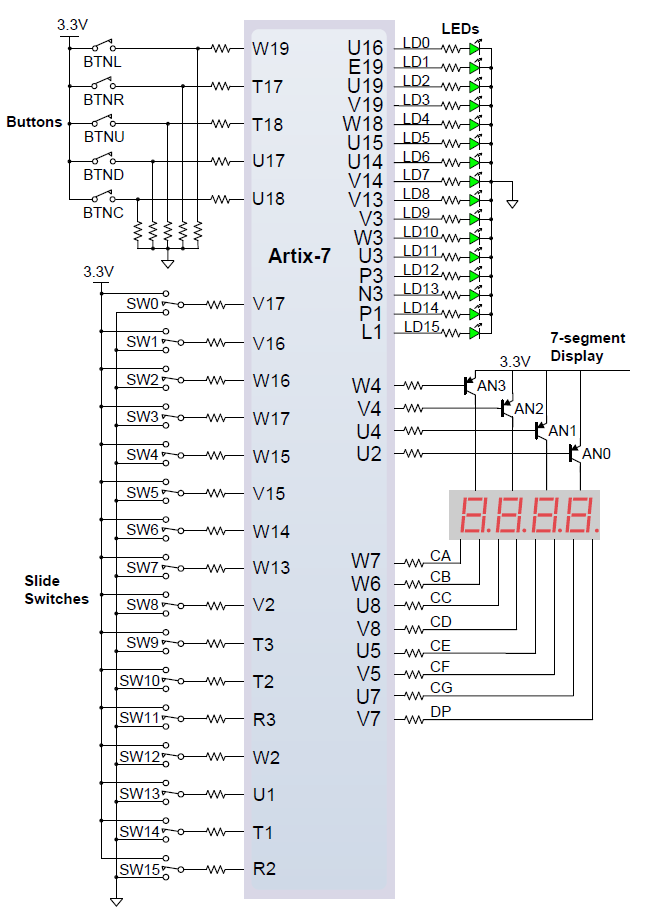 3.3V
BTNL
BTNR
BTNU
BTND
BTNC
Buttons
W19
T17
T18
U17
U18
Artix-7
3.3V
SW0
SW1
SW2
SW3
SW4
SW5
SW6
SW7
SW8
SW9
SW10
SW11
SW12
SW13
SW14
SW15
Slide
Switches
V17
V16
W16
W17
W15
V15
W14
W13
V2
T3
T2
R3
W2
U1
T1
R2
LEDs
U16 LD0
E19 LD1
U19 LD2
V19 LD3
W18 LD4
U15 LD5
U14 LD6
V14 LD7
V13 LD8
V3 LD9
W3 LD10
U3 LD11
P3 LD12
N3 LD13
P1 LD14
L1 LD15
7-segment
Display
3.3V
W4 AN3
V4 AN2
U4 AN1
U2 AN0
8.8.8.8.
W7 CA
W6 CB
U8 CC
V8 CD
U5 CE
V5 CF
U7 CG
V7 DP